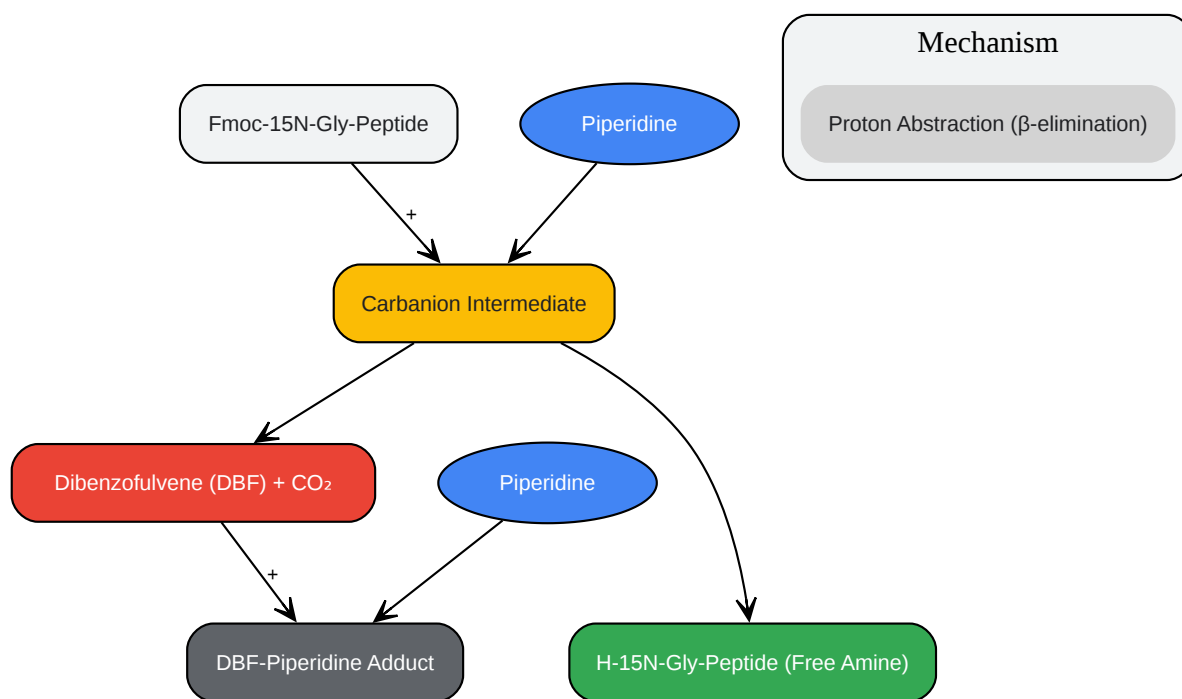 Mechanism
Fmoc-15N-Gly-Peptide
Piperidine
Proton Abstraction (β-elimination)
+
Carbanion Intermediate
Dibenzofulvene (DBF) + CO₂
Piperidine
+
DBF-Piperidine Adduct
H-15N-Gly-Peptide (Free Amine)